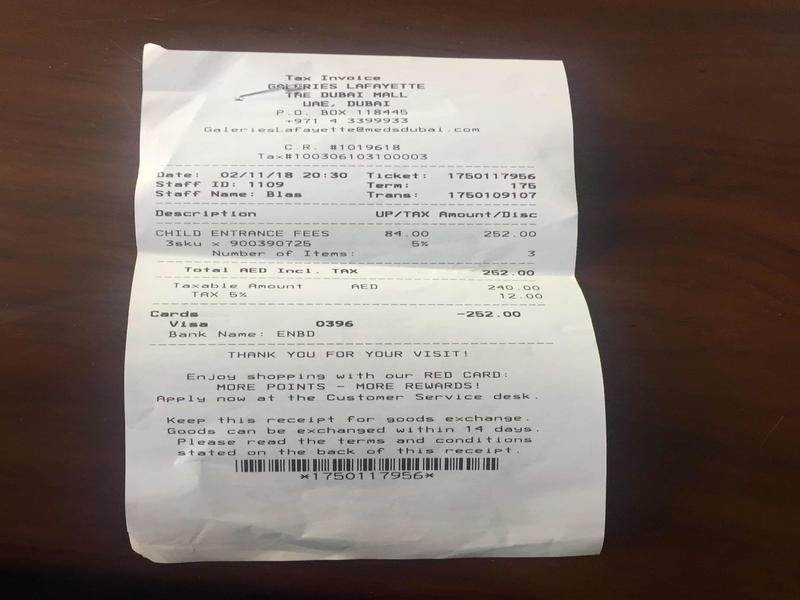 Tax Invoice
GALERIES LAFAYETTE
THE DUBAI MALL
UAE, DUBAI
P.O. BOX 118445
+971 4 3399933
GaleriesLafayette@medsdubai.com
C.R. #1019618
Tax#100306103100003
Date: 02/11/18 20:30 Ticket: 1750117956
Staff ID: 1109 Term: 175
Staff Name: Blas Trans: 1750109107
Description UP/TAX Amount/Disc
CHILD ENTRANCE FEES 84.00 252.00
3sku x 900390725 5%
Number of Items: 3
Total AED Incl. TAX 252.00
Taxable Amount AED 240.00
TAX 5% 12.00
Cards -252.00
Visa 0396
Bank Name: ENBD
THANK YOU FOR YOUR VISIT!
Enjoy shopping with our RED CARD:
MORE POINTS - MORE REWARDS!
Apply now at the Customer Service desk.
Keep this receipt for goods exchange.
Goods can be exchanged within 14 days.
Please read the terms and conditions
stated on the back of this receipt.
*1750117956*